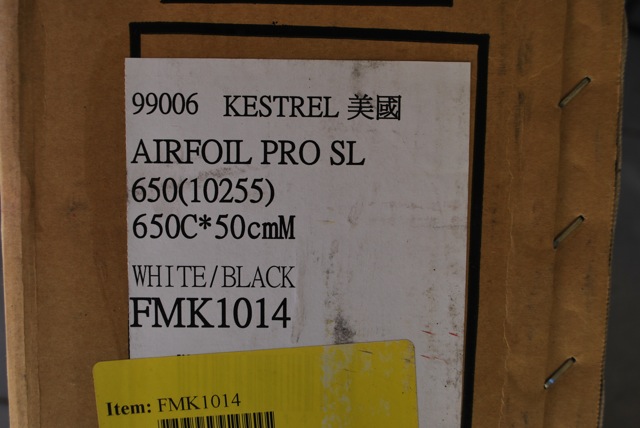 99006 KESTREL 美國
AIRFOIL PRO SL
650(10255)
650C*50cmM
WHITE/BLACK
FMK1014
Item: FMK1014